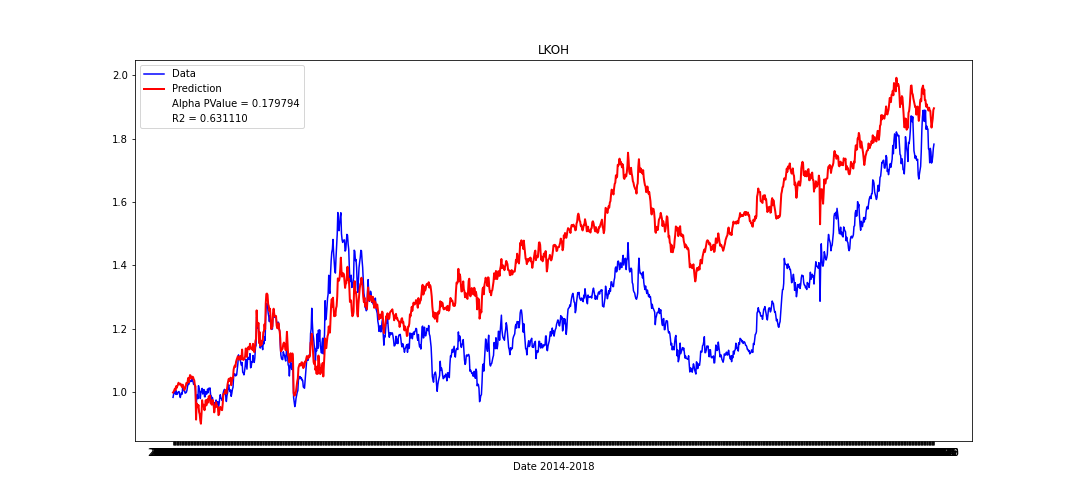 LKOH
Data
Prediction
Alpha PValue = 0.179794
R2 = 0.631110
2.0
1.8
1.6
1.4
1.2
1.0
Date 2014-2018